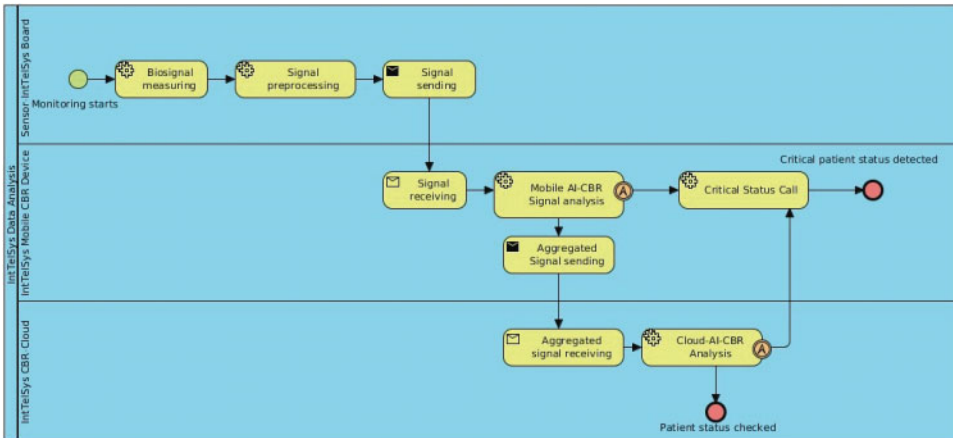 IntTelSys Data Analysis
Sensor IntTelSys Board
Monitoring starts
Biosignal
measuring
Signal
preprocessing
Signal
sending
IntTelSys Mobile CBR Device
Signal
receiving
Mobile AI-CBR
Signal analysis
A
Critical Status Call
Critical patient status detected
Aggregated
Signal sending
IntTelSys CBR Cloud
Aggregated
signal receiving
Cloud-AI-CBR
Analysis
A
Patient status checked